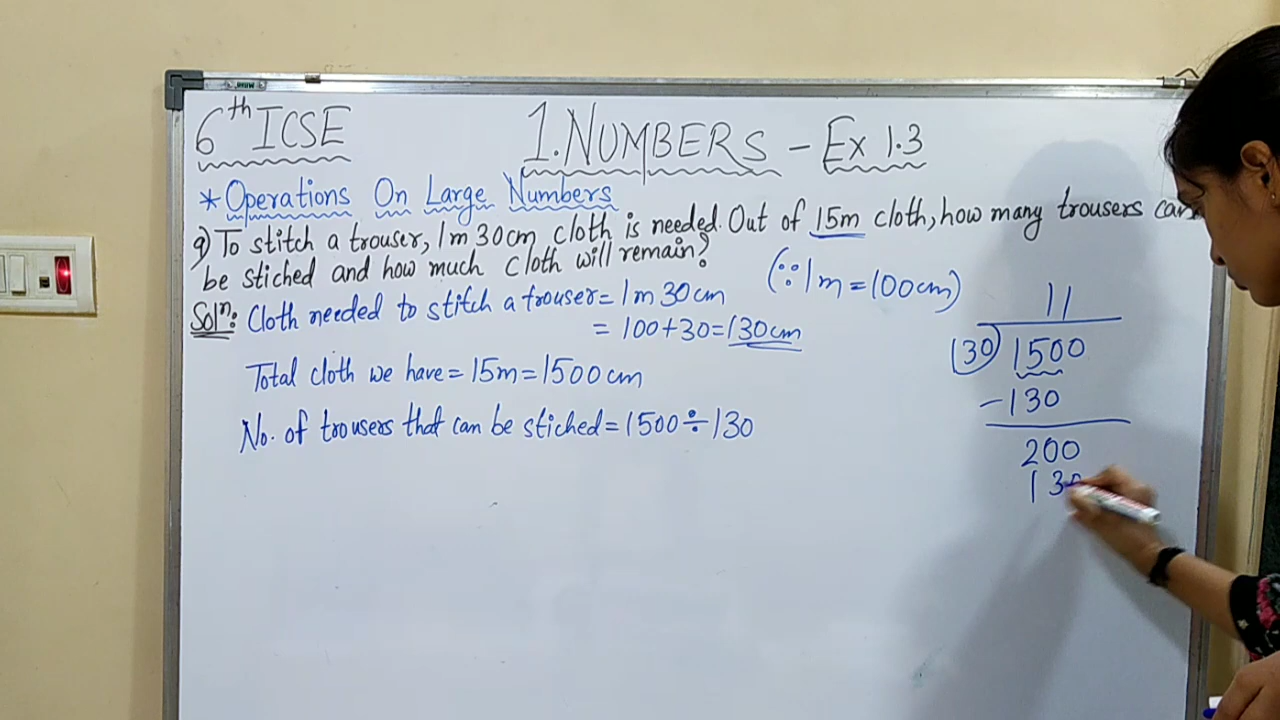 6th ICSE
1. NUMBERS - Ex 1.3
* Operations On Large Numbers
9) To stitch a trouser, 1m 30cm cloth is needed. Out of 15m cloth, how many trousers can
be stiched and how much cloth will remain?
Solⁿ: Cloth needed to stitch a trouser = 1m 30cm (∵ 1m = 100cm)
= 100+30 = 130cm
Total cloth we have = 15m = 1500cm
No. of trousers that can be stiched = 1500 ÷ 130
11
130) 1500
-130
200
130